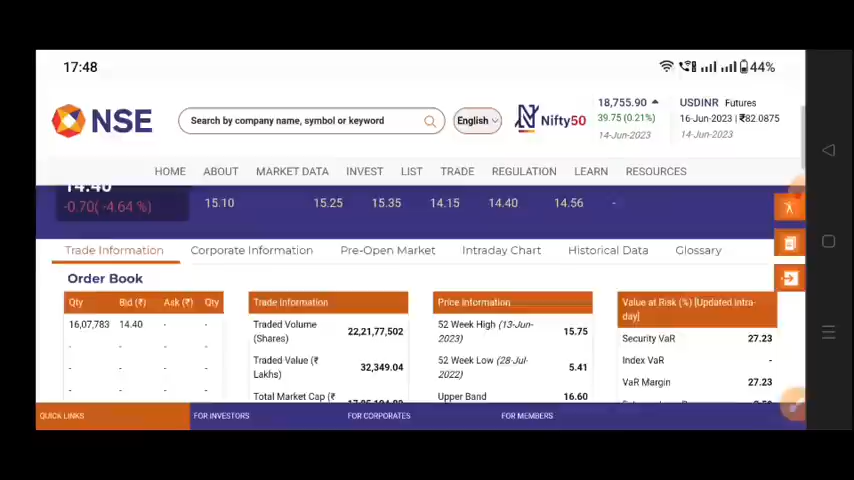 17:48
44%
NSE
Search by company name, symbol or keyword
English
Nifty50
18,755.90
39.75 (0.21%)
14-Jun-2023
USDINR Futures
16-Jun-2023 | ₹82.0875
14-Jun-2023
HOME ABOUT MARKET DATA INVEST LIST TRADE REGULATION LEARN RESOURCES
14.40
-0.70( -4.64 %)
15.10 15.25 15.35 14.15 14.40 14.56 -
Trade Information Corporate Information Pre-Open Market Intraday Chart Historical Data Glossary
Order Book
Qty Bid (₹) Ask (₹) Qty
16,07,783 14.40 - -
- - - -
- - - -
- - - -
Trade Information
Traded Volume (Shares) 22,21,77,502
Traded Value (₹ Lakhs) 32,349.04
Total Market Cap (₹
Price Information
52 Week High (13-Jun-2023) 15.75
52 Week Low (28-Jul-2022) 5.41
Upper Band 16.60
Value at Risk (%) [Updated Intra-day]
Security VaR 27.23
Index VaR -
VaR Margin 27.23
QUICK LINKS FOR INVESTORS FOR CORPORATES FOR MEMBERS